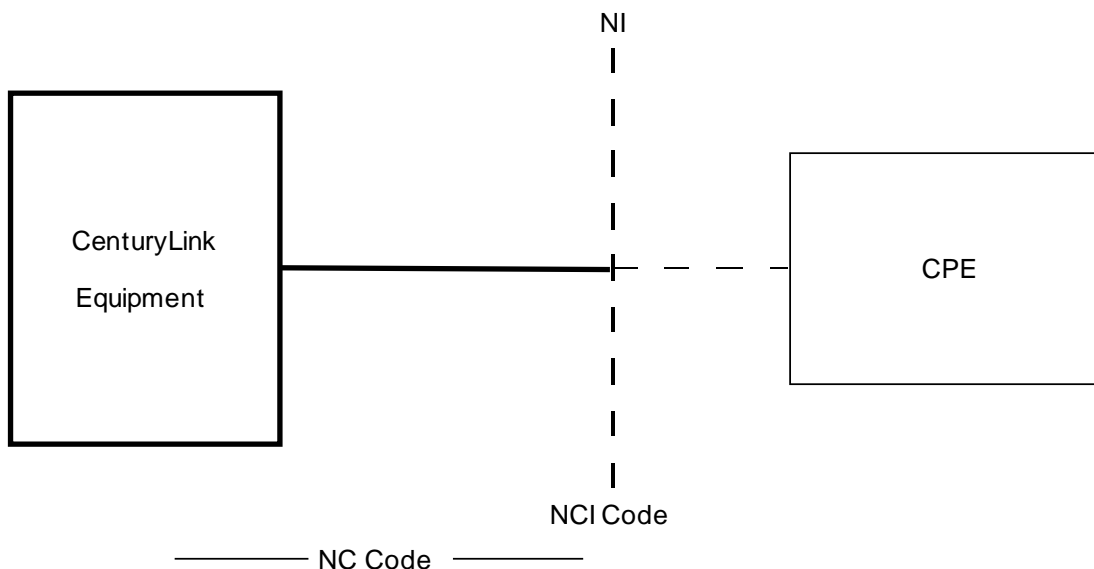 NI
CenturyLink
Equipment
CPE
NCI Code
NC Code